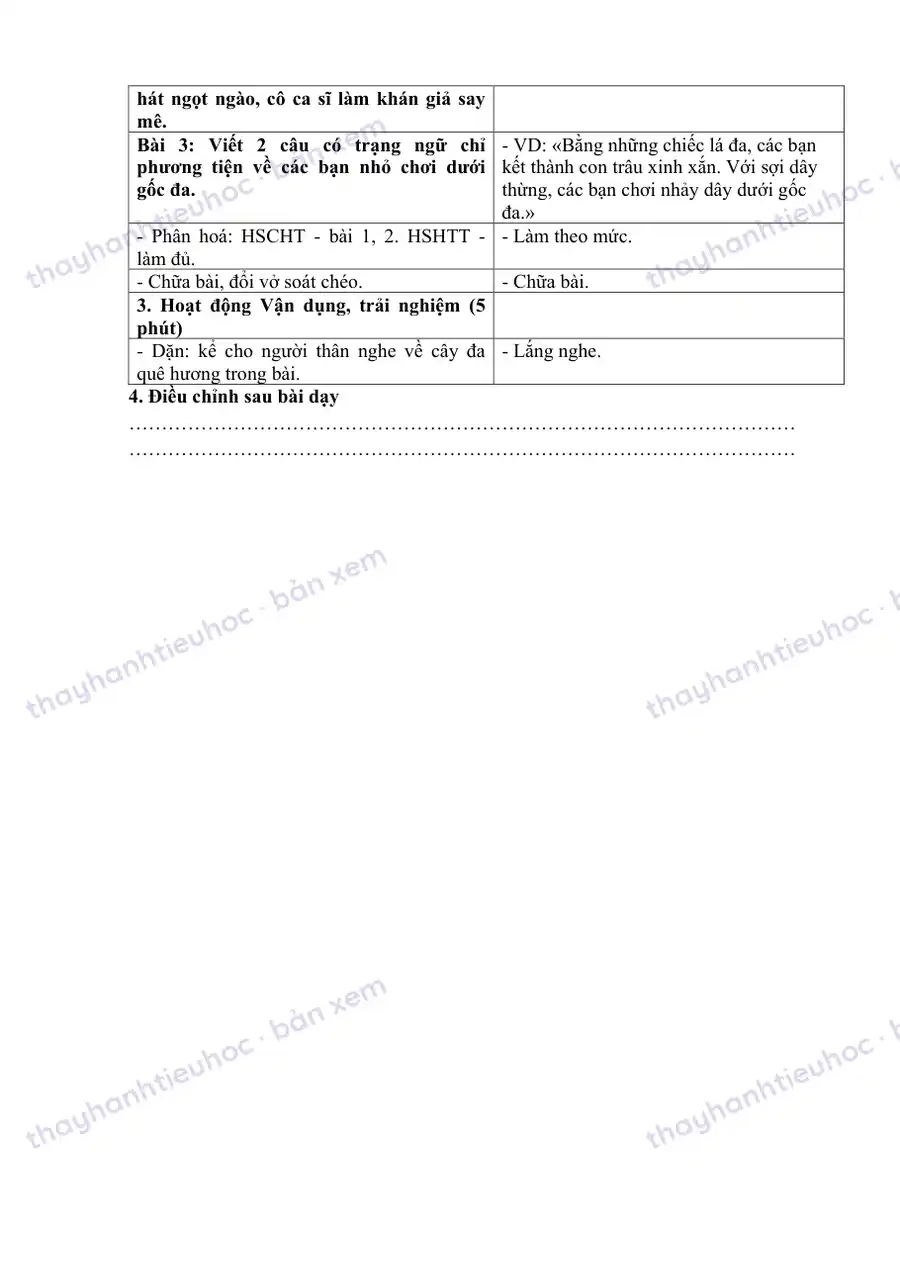 hát ngọt ngào, cô ca sĩ làm khán giả say
mê.
Bài 3: Viết 2 câu có trạng ngữ chỉ
phương tiện về các bạn nhỏ chơi dưới
gốc đa.
- VD: «Bằng những chiếc lá đa, các bạn
kết thành con trâu xinh xắn. Với sợi dây
thừng, các bạn chơi nhảy dây dưới gốc
đa.»
- Phân hoá: HSCHT - bài 1, 2. HSHTT -
làm đủ.
- Làm theo mức.
- Chữa bài, đổi vở soát chéo.
- Chữa bài.
3. Hoạt động Vận dụng, trải nghiệm (5
phút)
- Dặn: kể cho người thân nghe về cây đa
quê hương trong bài.
- Lắng nghe.
4. Điều chỉnh sau bài dạy
……………………………………………………………………………………………
……………………………………………………………………………………………
thayhanhtieuhoc · bản xem
thayhanhtieuhoc · b
thayhanhtieuhoc · bản xem
thayhanhtieuhoc · b
thayhanhtieuhoc · bản xem
thayhanhtieuhoc · b